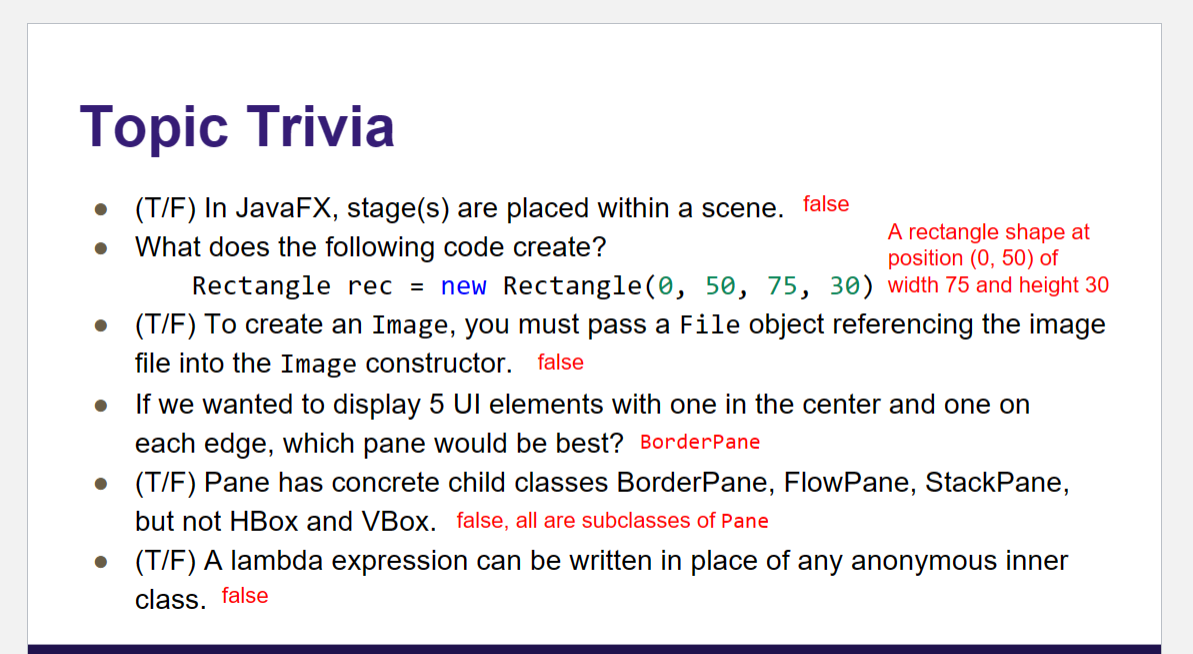 Topic Trivia
● (T/F) In JavaFX, stage(s) are placed within a scene. false
● What does the following code create?
Rectangle rec = new Rectangle(0, 50, 75, 30)
A rectangle shape at
position (0, 50) of
width 75 and height 30
● (T/F) To create an Image, you must pass a File object referencing the image
file into the Image constructor. false
● If we wanted to display 5 UI elements with one in the center and one on
each edge, which pane would be best? BorderPane
● (T/F) Pane has concrete child classes BorderPane, FlowPane, StackPane,
but not HBox and VBox. false, all are subclasses of Pane
● (T/F) A lambda expression can be written in place of any anonymous inner
class. false